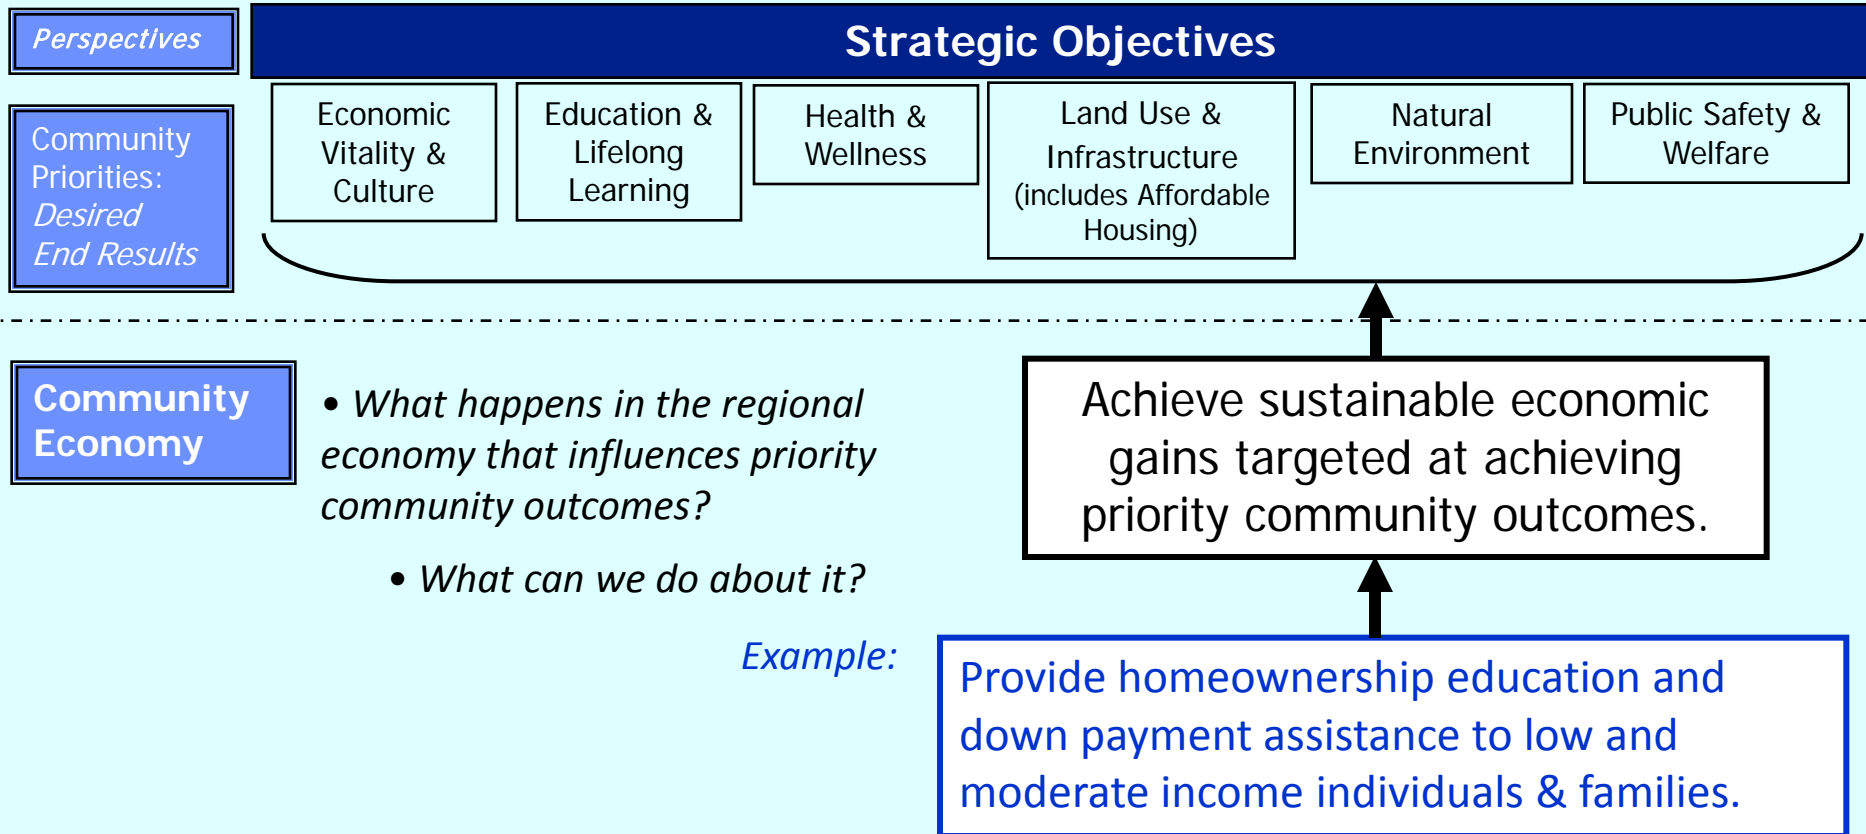 Perspectives
Strategic Objectives
Community
Priorities:
Desired
End Results
Economic
Vitality &
Culture
Education &
Lifelong
Learning
Health &
Wellness
Land Use &
Infrastructure
(includes Affordable
Housing)
Natural
Environment
Public Safety &
Welfare
Community
Economy
• What happens in the regional
economy that influences priority
community outcomes?
• What can we do about it?
Achieve sustainable economic
gains targeted at achieving
priority community outcomes.
Example:
Provide homeownership education and
down payment assistance to low and
moderate income individuals & families.